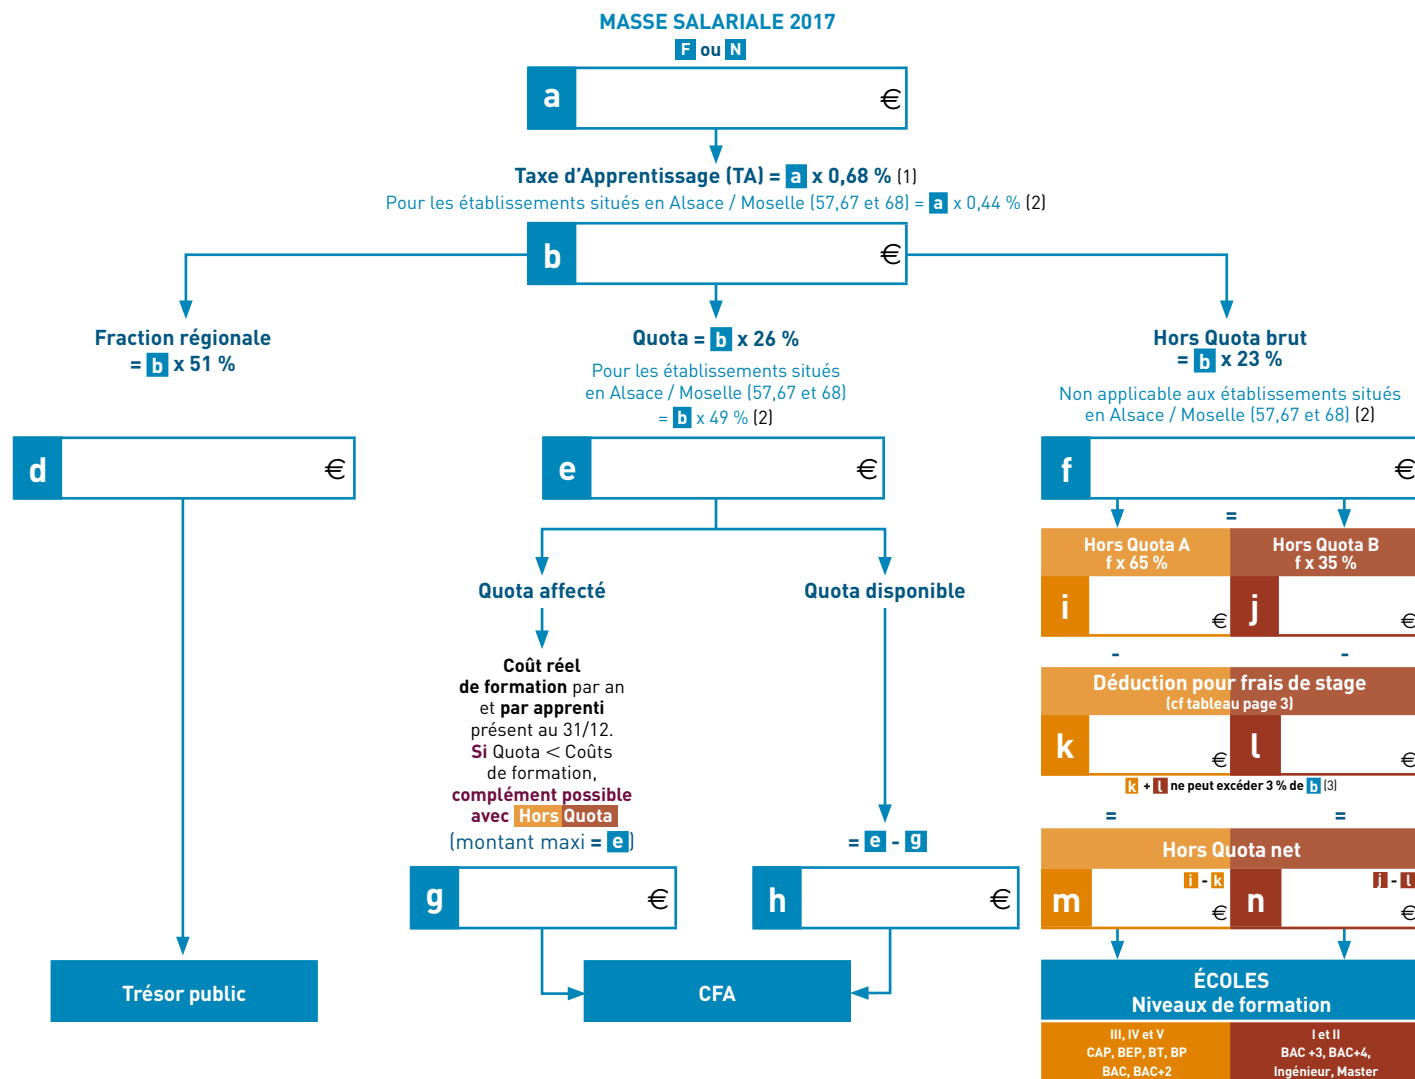 MASSE SALARIALE 2017
F ou N
a €
Taxe d'Apprentissage (TA) = a x 0,68 % (1)
Pour les établissements situés en Alsace / Moselle (57,67 et 68) = a x 0,44 % (2)
b €
Fraction régionale
= b x 51 %
d €
Quota = b x 26 %
Pour les établissements situés
en Alsace / Moselle (57,67 et 68)
= b x 49 % (2)
e €
Hors Quota brut
= b x 23 %
Non applicable aux établissements situés
en Alsace / Moselle (57,67 et 68) (2)
f €
=
Quota affecté
Coût réel
de formation par an
et par apprenti
présent au 31/12.
Si Quota < Coûts
de formation,
complément possible
avec Hors Quota
(montant maxi = e)
g €
Quota disponible
= e - g
h €
Hors Quota A
f x 65 %
i €
Hors Quota B
f x 35 %
j €
- -
Déduction pour frais de stage
(cf tableau page 3)
k € l €
k + l ne peut excéder 3 % de b (3)
= =
Hors Quota net
i - k j - l
m € n €
Trésor public
CFA
ÉCOLES
Niveaux de formation
III, IV et V
CAP, BEP, BT, BP
BAC, BAC+2
I et II
BAC +3, BAC+4,
Ingénieur, Master